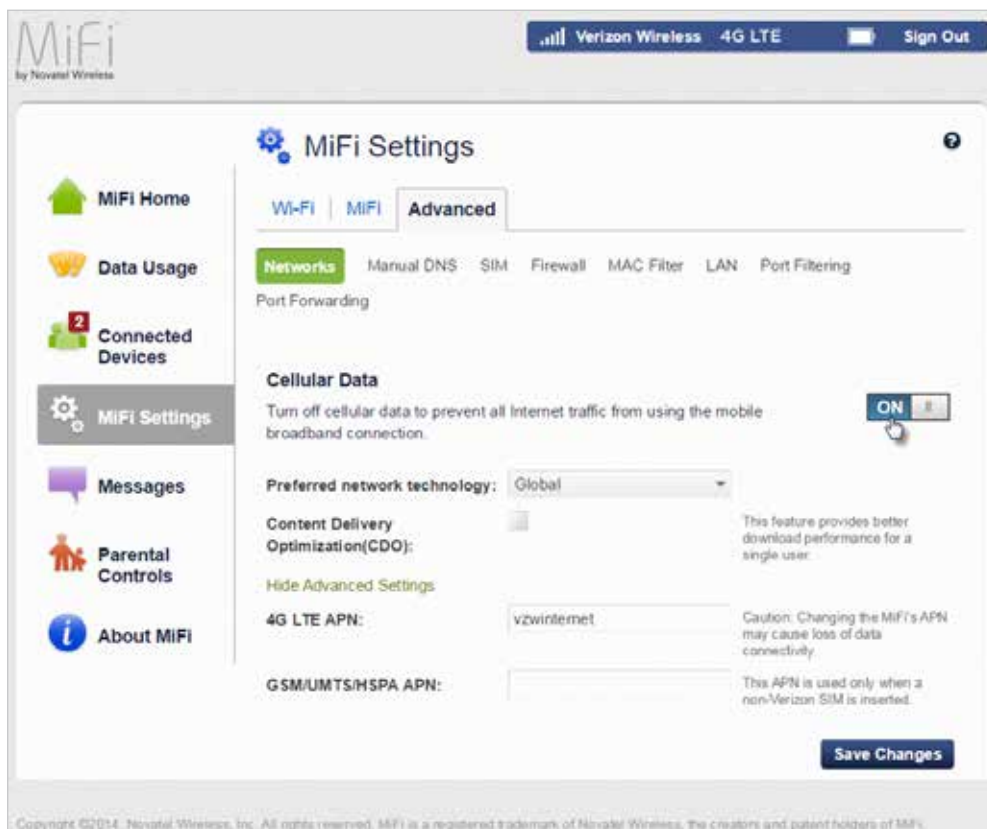 MiFi
by Novatel Wireless
Verizon Wireless 4G LTE Sign Out
MiFi Settings
Wi-Fi MiFi Advanced
MiFi Home
Data Usage
2
Connected
Devices
MiFi Settings
Messages
Parental
Controls
About MiFi
Networks Manual DNS SIM Firewall MAC Filter LAN Port Filtering
Port Forwarding
Cellular Data
Turn off cellular data to prevent all Internet traffic from using the mobile
broadband connection.
ON
Preferred network technology: Global
Content Delivery
Optimization(CDO):
This feature provides better
download performance for a
single user.
Hide Advanced Settings
4G LTE APN: vzwinternet
Caution: Changing the MiFi's APN
may cause loss of data
connectivity.
GSM/UMTS/HSPA APN:
This APN is used only when a
non-Verizon SIM is inserted.
Save Changes
Copyright ©2014. Novatel Wireless, Inc. All rights reserved. MiFi is a registered trademark of Novatel Wireless, the creators and patent holders of MiFi.